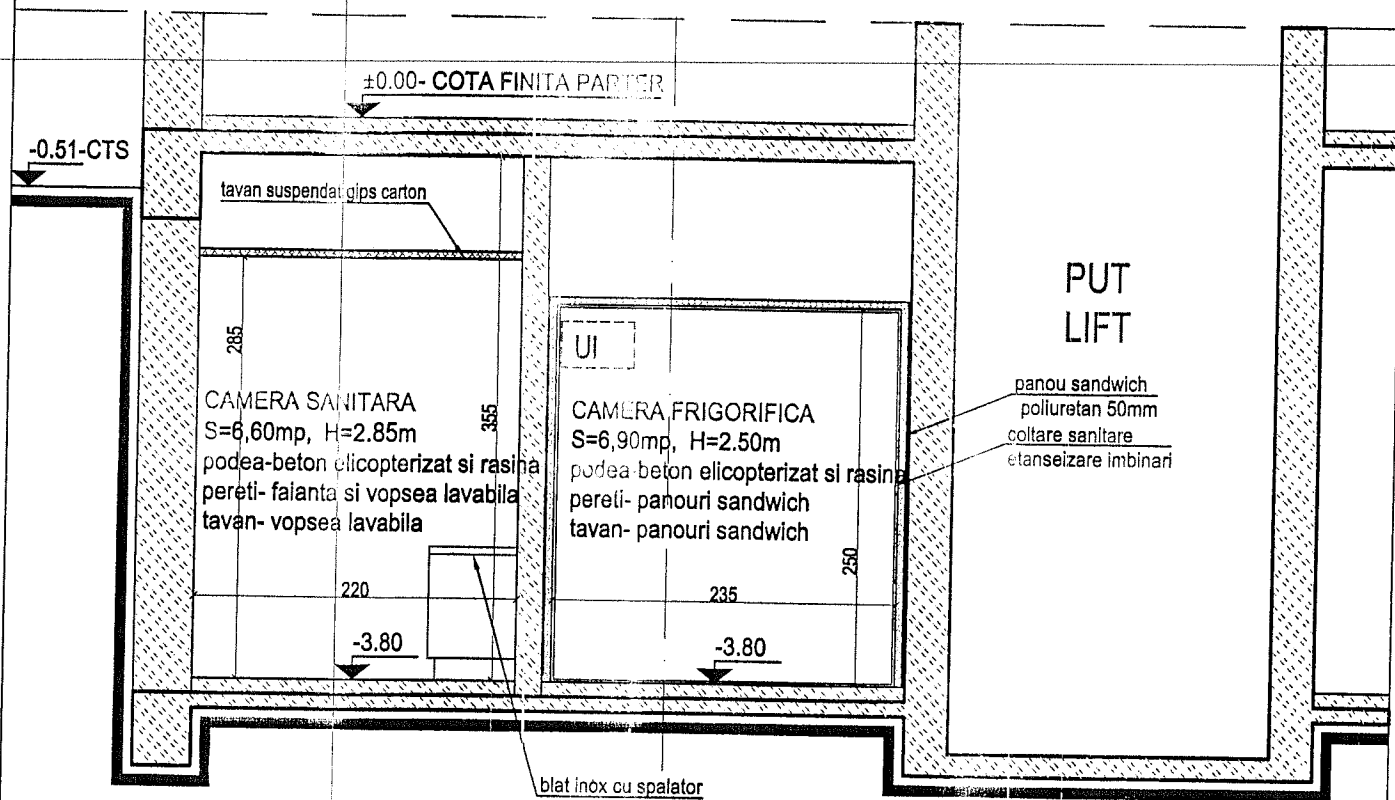 ±0.00- COTA FINITA PARTER
-0.51-CTS
tavan suspendat gips carton
285
355
UI
CAMERA SANITARA
S=6,60mp, H=2.85m
podea-beton elicopterizat si rasina
pereti- faianta si vopsea lavabila
tavan- vopsea lavabila
CAMERA FRIGORIFICA
S=6,90mp, H=2.50m
podea-beton elicopterizat si rasina
pereti- panouri sandwich
tavan- panouri sandwich
250
220
235
-3.80
-3.80
PUT
LIFT
panou sandwich
poliuretan 50mm
coltare sanitare
etanseizare imbinari
blat inox cu spalator